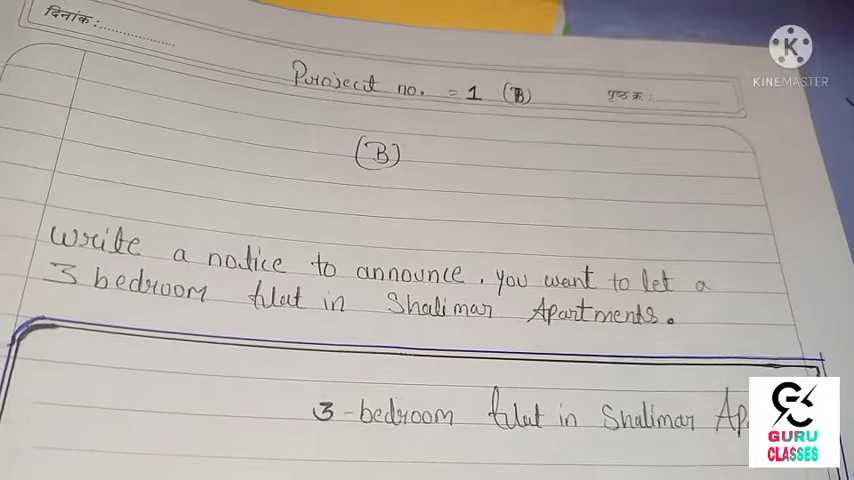 दिनांक:
Project no. = 1 (B)
पृष्ठ क्र.:
(B)
Write a notice to announce. you want to let a
3 bedroom flat in Shalimar Apartments.
3-bedroom flat in Shalimar Ap
K
KINEMASTER
GURU
CLASSES